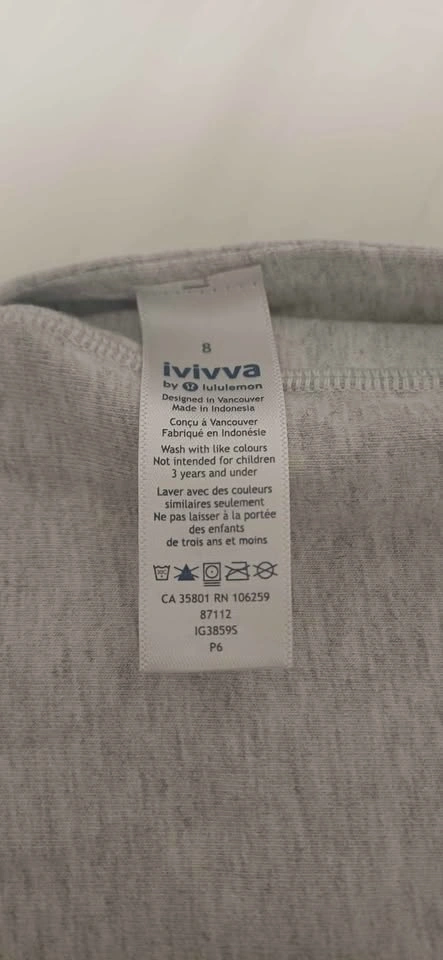 8
ivivva
by lululemon
Designed in Vancouver
Made in Indonesia
Conçu à Vancouver
Fabriqué en Indonésie
Wash with like colours
Not intended for children
3 years and under
Laver avec des couleurs
similaires seulement
Ne pas laisser à la portée
des enfants
de trois ans et moins
CA 35801 RN 106259
87112
IG3859S
P6